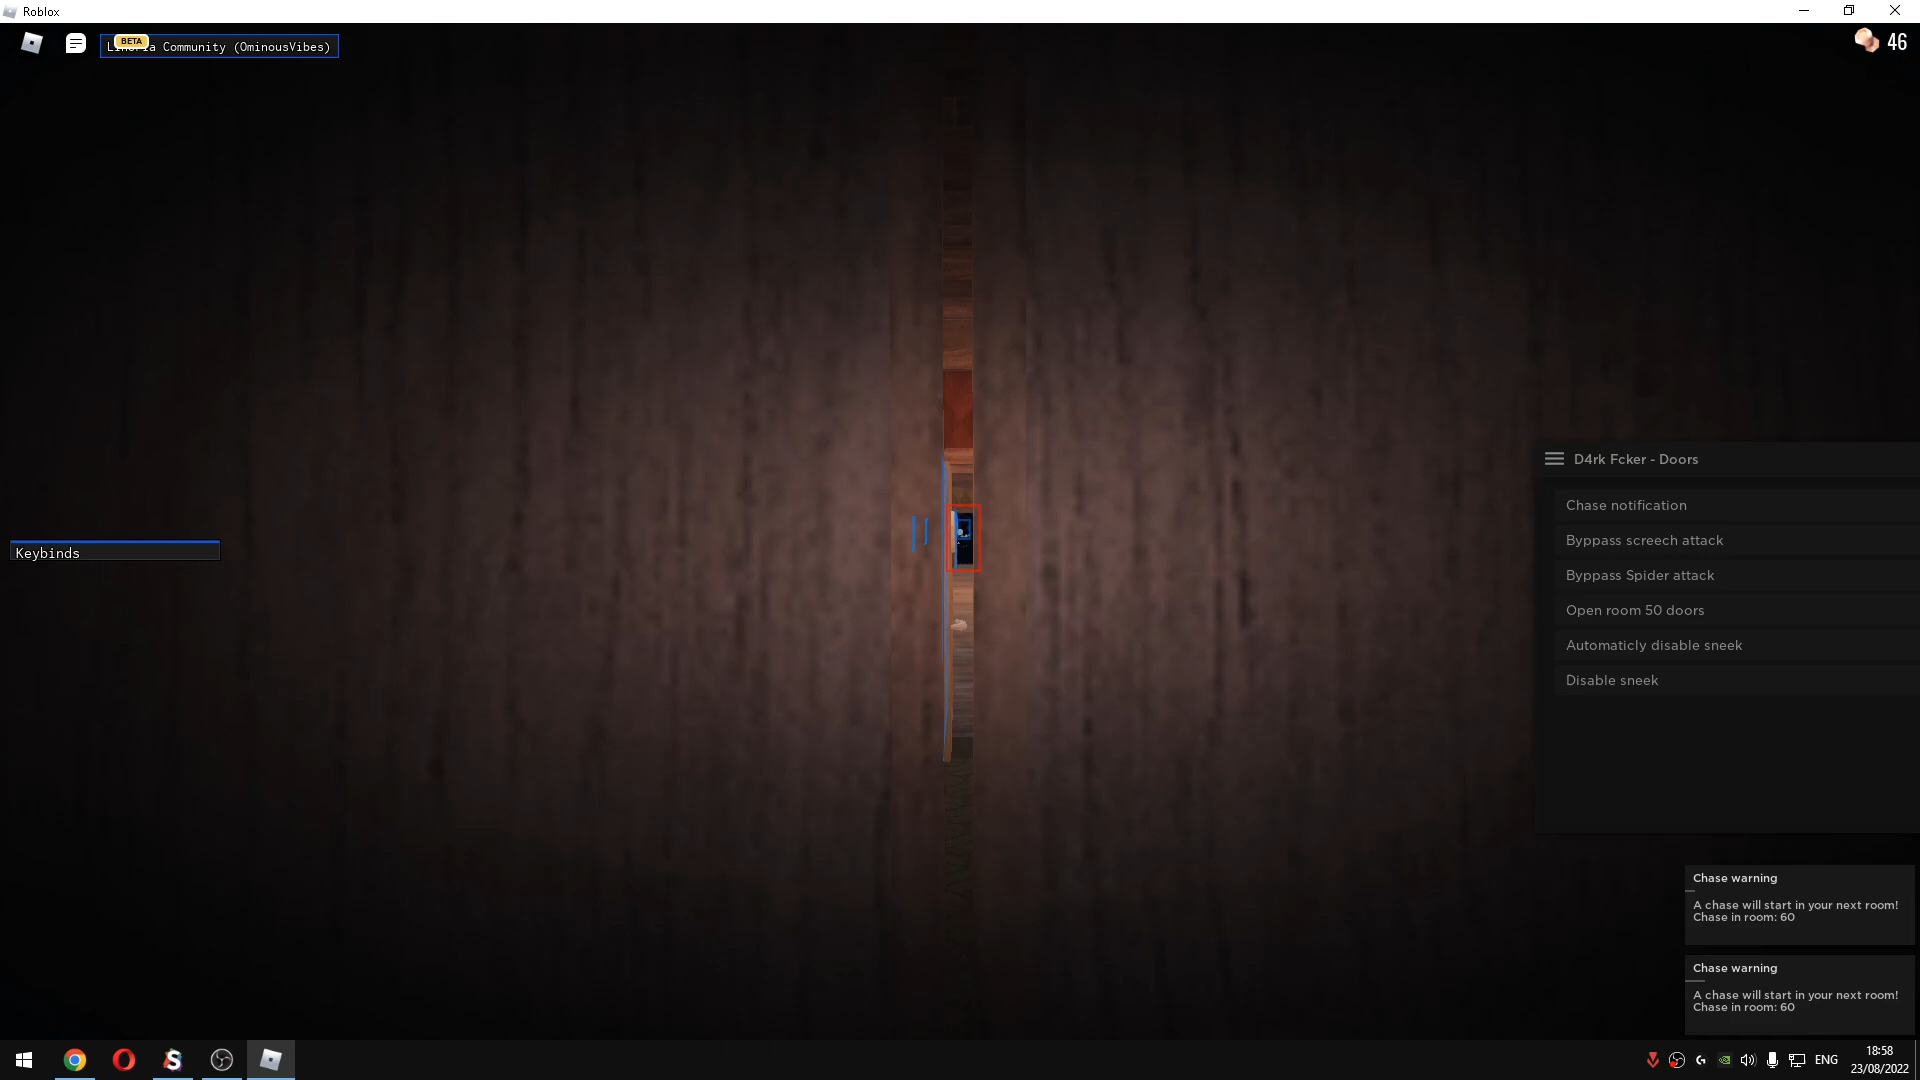 Roblox
BETA
Linoria Community (OminousVibes)
46
D4rk Fcker - Doors
Chase notification
Byppass screech attack
Byppass Spider attack
Open room 50 doors
Automaticly disable sneek
Disable sneek
Keybinds
Chase warning
A chase will start in your next room!
Chase in room: 60
Chase warning
A chase will start in your next room!
Chase in room: 60
ENG
18:58
23/08/2022